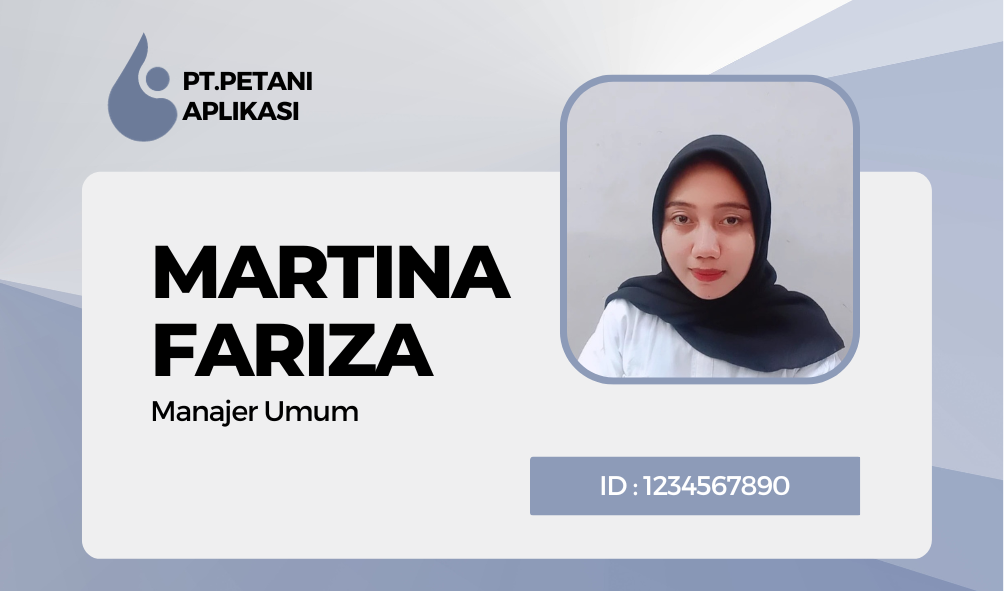 PT.PETANI
APLIKASI
MARTINA
FARIZA
Manajer Umum
ID : 1234567890